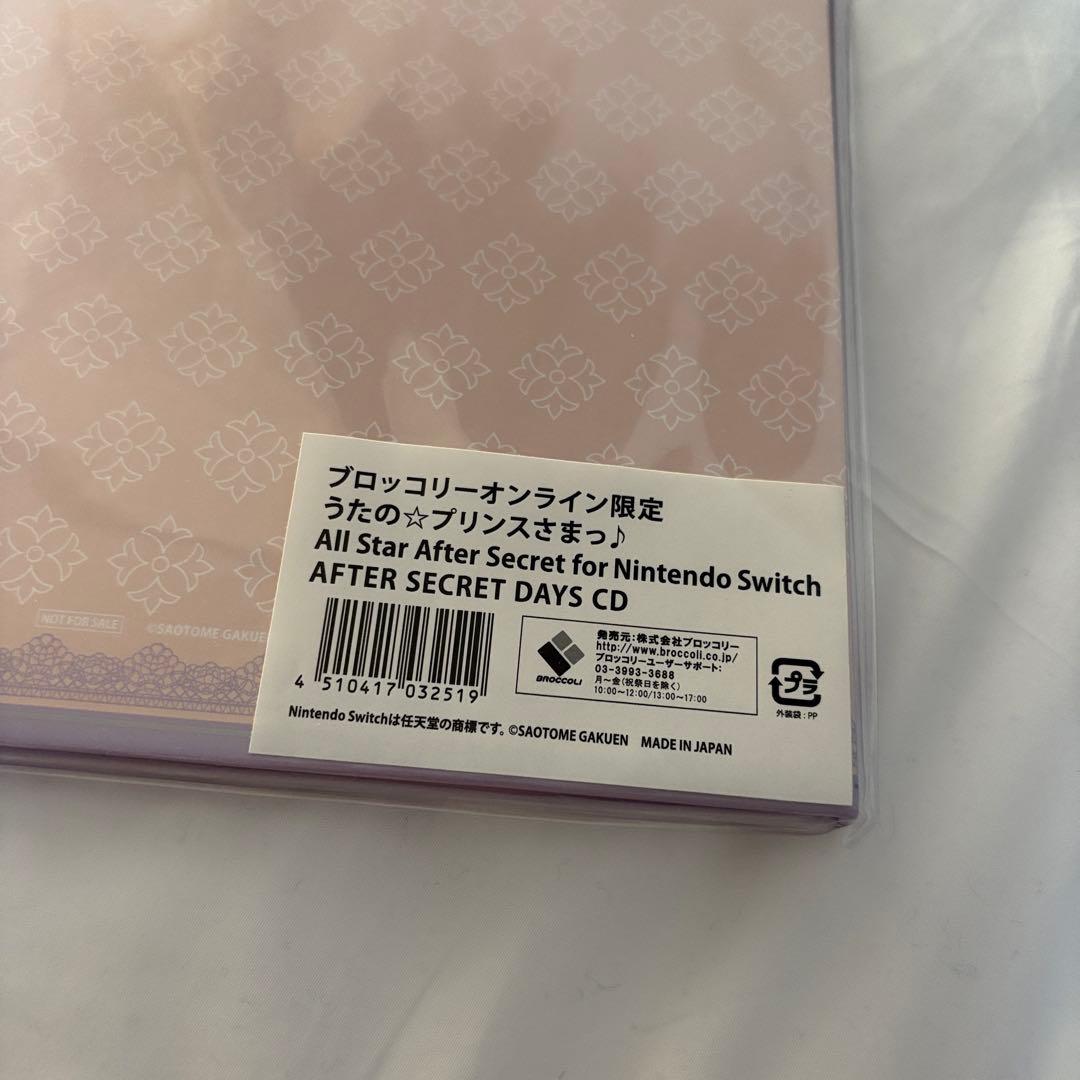 ブロッコリーオンライン限定
うたの☆プリンスさまっ♪
All Star After Secret for Nintendo Switch
AFTER SECRET DAYS CD
4 510417 032519
BROCCOLI
発売元:株式会社ブロッコリー
http://www.broccoli.co.jp/
ブロッコリーユーザーサポート:
03-3993-3688
月～金(祝祭日を除く)
10:00～12:00/13:00～17:00
プラ
外装袋:PP
Nintendo Switchは任天堂の商標です。©SAOTOME GAKUEN MADE IN JAPAN
NOT FOR SALE
©SAOTOME GAKUEN